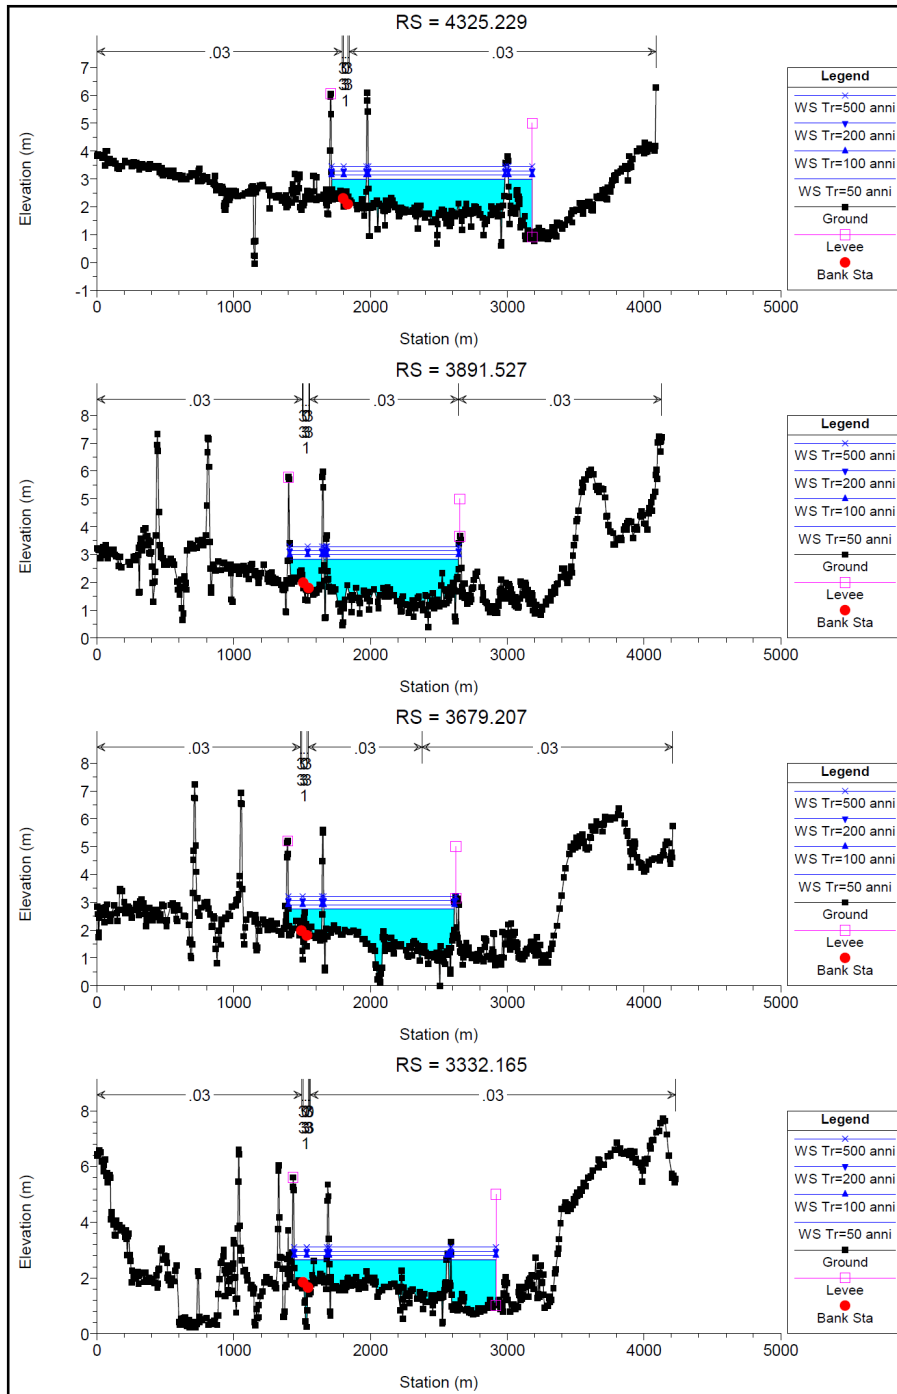 RS = 4325.229
.03 .03
7
6
5
4
3
2
1
0
-1
Elevation (m)
0 1000 2000 3000 4000 5000
Station (m)
Legend
WS Tr=500 anni
WS Tr=200 anni
WS Tr=100 anni
WS Tr=50 anni
Ground
Levee
Bank Sta
RS = 3891.527
.03 .03 .03
8
7
6
5
4
3
2
1
0
Elevation (m)
0 1000 2000 3000 4000 5000
Station (m)
Legend
WS Tr=500 anni
WS Tr=200 anni
WS Tr=100 anni
WS Tr=50 anni
Ground
Levee
Bank Sta
RS = 3679.207
.03 .03 .03
8
7
6
5
4
3
2
1
0
Elevation (m)
0 1000 2000 3000 4000 5000
Station (m)
Legend
WS Tr=500 anni
WS Tr=200 anni
WS Tr=100 anni
WS Tr=50 anni
Ground
Levee
Bank Sta
RS = 3332.165
.03 .03
8
6
4
2
0
Elevation (m)
0 1000 2000 3000 4000 5000
Station (m)
Legend
WS Tr=500 anni
WS Tr=200 anni
WS Tr=100 anni
WS Tr=50 anni
Ground
Levee
Bank Sta